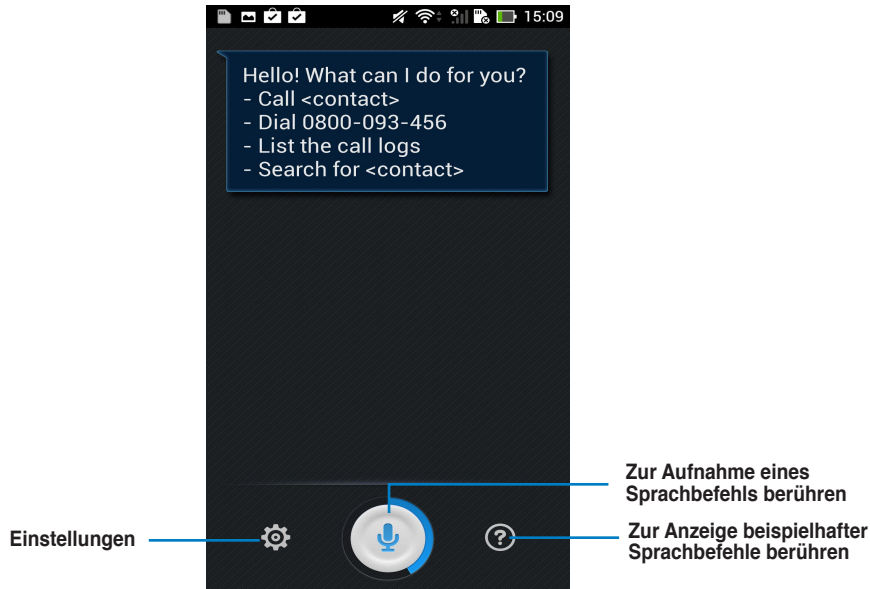 15:09
Hello! What can I do for you?
- Call <contact>
- Dial 0800-093-456
- List the call logs
- Search for <contact>
Zur Aufnahme eines
Sprachbefehls berühren
Einstellungen
Zur Anzeige beispielhafter
Sprachbefehle berühren